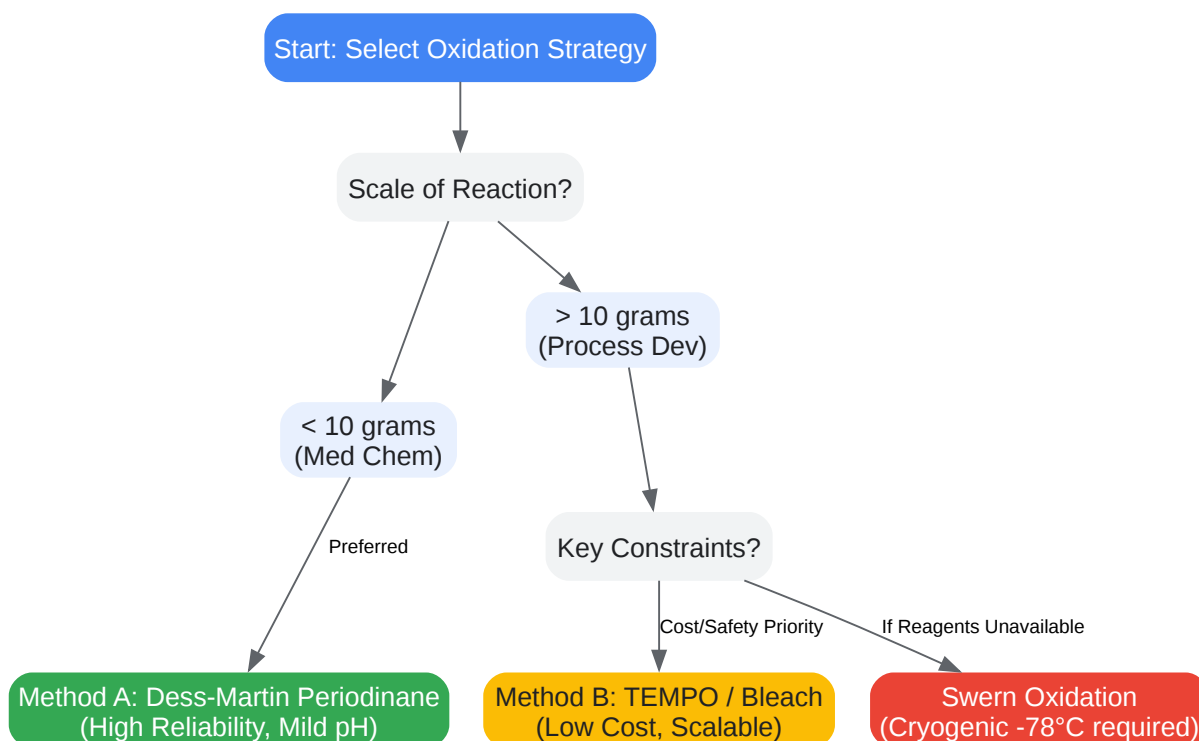 Start: Select Oxidation Strategy
Scale of Reaction?
> 10 grams
(Process Dev)
< 10 grams
(Med Chem)
Preferred
Key Constraints?
Cost/Safety Priority
If Reagents Unavailable
Method A: Dess-Martin Periodinane
(High Reliability, Mild pH)
Method B: TEMPO / Bleach
(Low Cost, Scalable)
Swern Oxidation
(Cryogenic -78°C required)